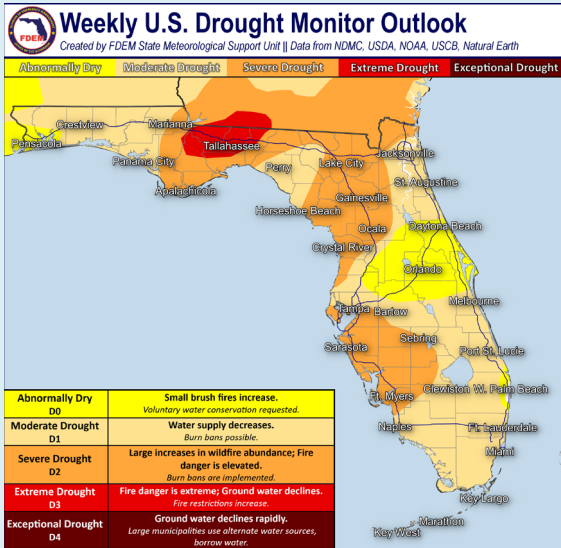 Weekly U.S. Drought Monitor Outlook
FDEM
Created by FDEM State Meteorological Support Unit || Data from NDMC, USDA, NOAA, USCB, Natural Earth
Abnormally Dry Moderate Drought Severe Drought Extreme Drought Exceptional Drought
Crestview
Marianna
Pensacola
Tallahassee
Jacksonville
Panama City
Perry
Lake City
Apalachicola
St. Augustine
Gainesville
Horseshoe Beach
Ocala
Daytona Beach
Crystal River
Orlando
Melbourne
Tampa
Bartow
Sebring
Sarasota
Port St. Lucie
Clewiston
W. Palm Beach
Ft. Myers
Naples
Ft. Lauderdale
Miami
Key Largo
Marathon
Key West
Abnormally Dry
D0
Small brush fires increase.
Voluntary water conservation requested.
Moderate Drought
D1
Water supply decreases.
Burn bans possible.
Severe Drought
D2
Large increases in wildfire abundance; Fire
danger is elevated.
Burn bans are implemented.
Extreme Drought
D3
Fire danger is extreme; Ground water declines.
Fire restrictions increase.
Exceptional Drought
D4
Ground water declines rapidly.
Large municipalities use alternate water sources,
borrow water.